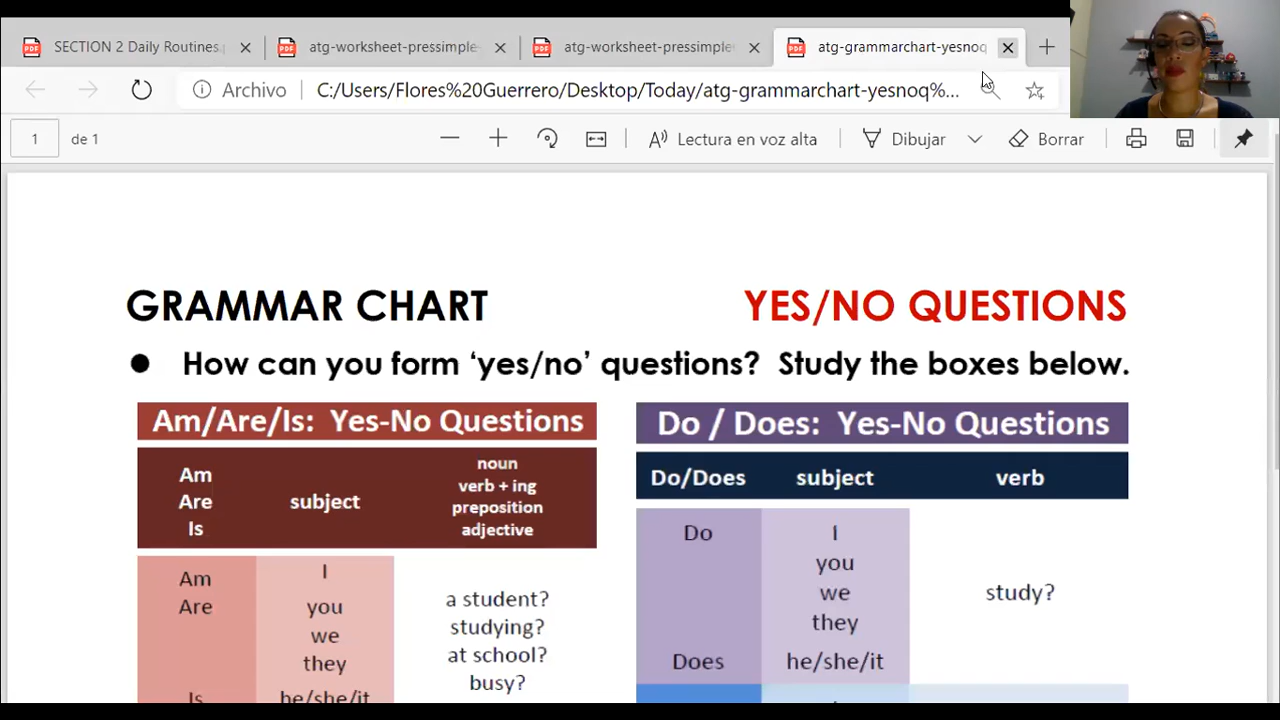 SECTION 2 Daily Routines.p
atg-worksheet-pressimple-
atg-worksheet-pressimple-
atg-grammarchart-yesnoq
Archivo
C:/Users/Flores%20Guerrero/Desktop/Today/atg-grammarchart-yesnoq%...
1 de 1
Lectura en voz alta
Dibujar
Borrar
GRAMMAR CHART YES/NO QUESTIONS
● How can you form ‘yes/no’ questions? Study the boxes below.
Am/Are/Is: Yes-No Questions
Am
Are
Is
subject
noun
verb + ing
preposition
adjective
Am
Are
Is
I
you
we
they
he/she/it
a student?
studying?
at school?
busy?
Do / Does: Yes-No Questions
Do/Does subject verb
Do
Does
I
you
we
they
he/she/it
study?